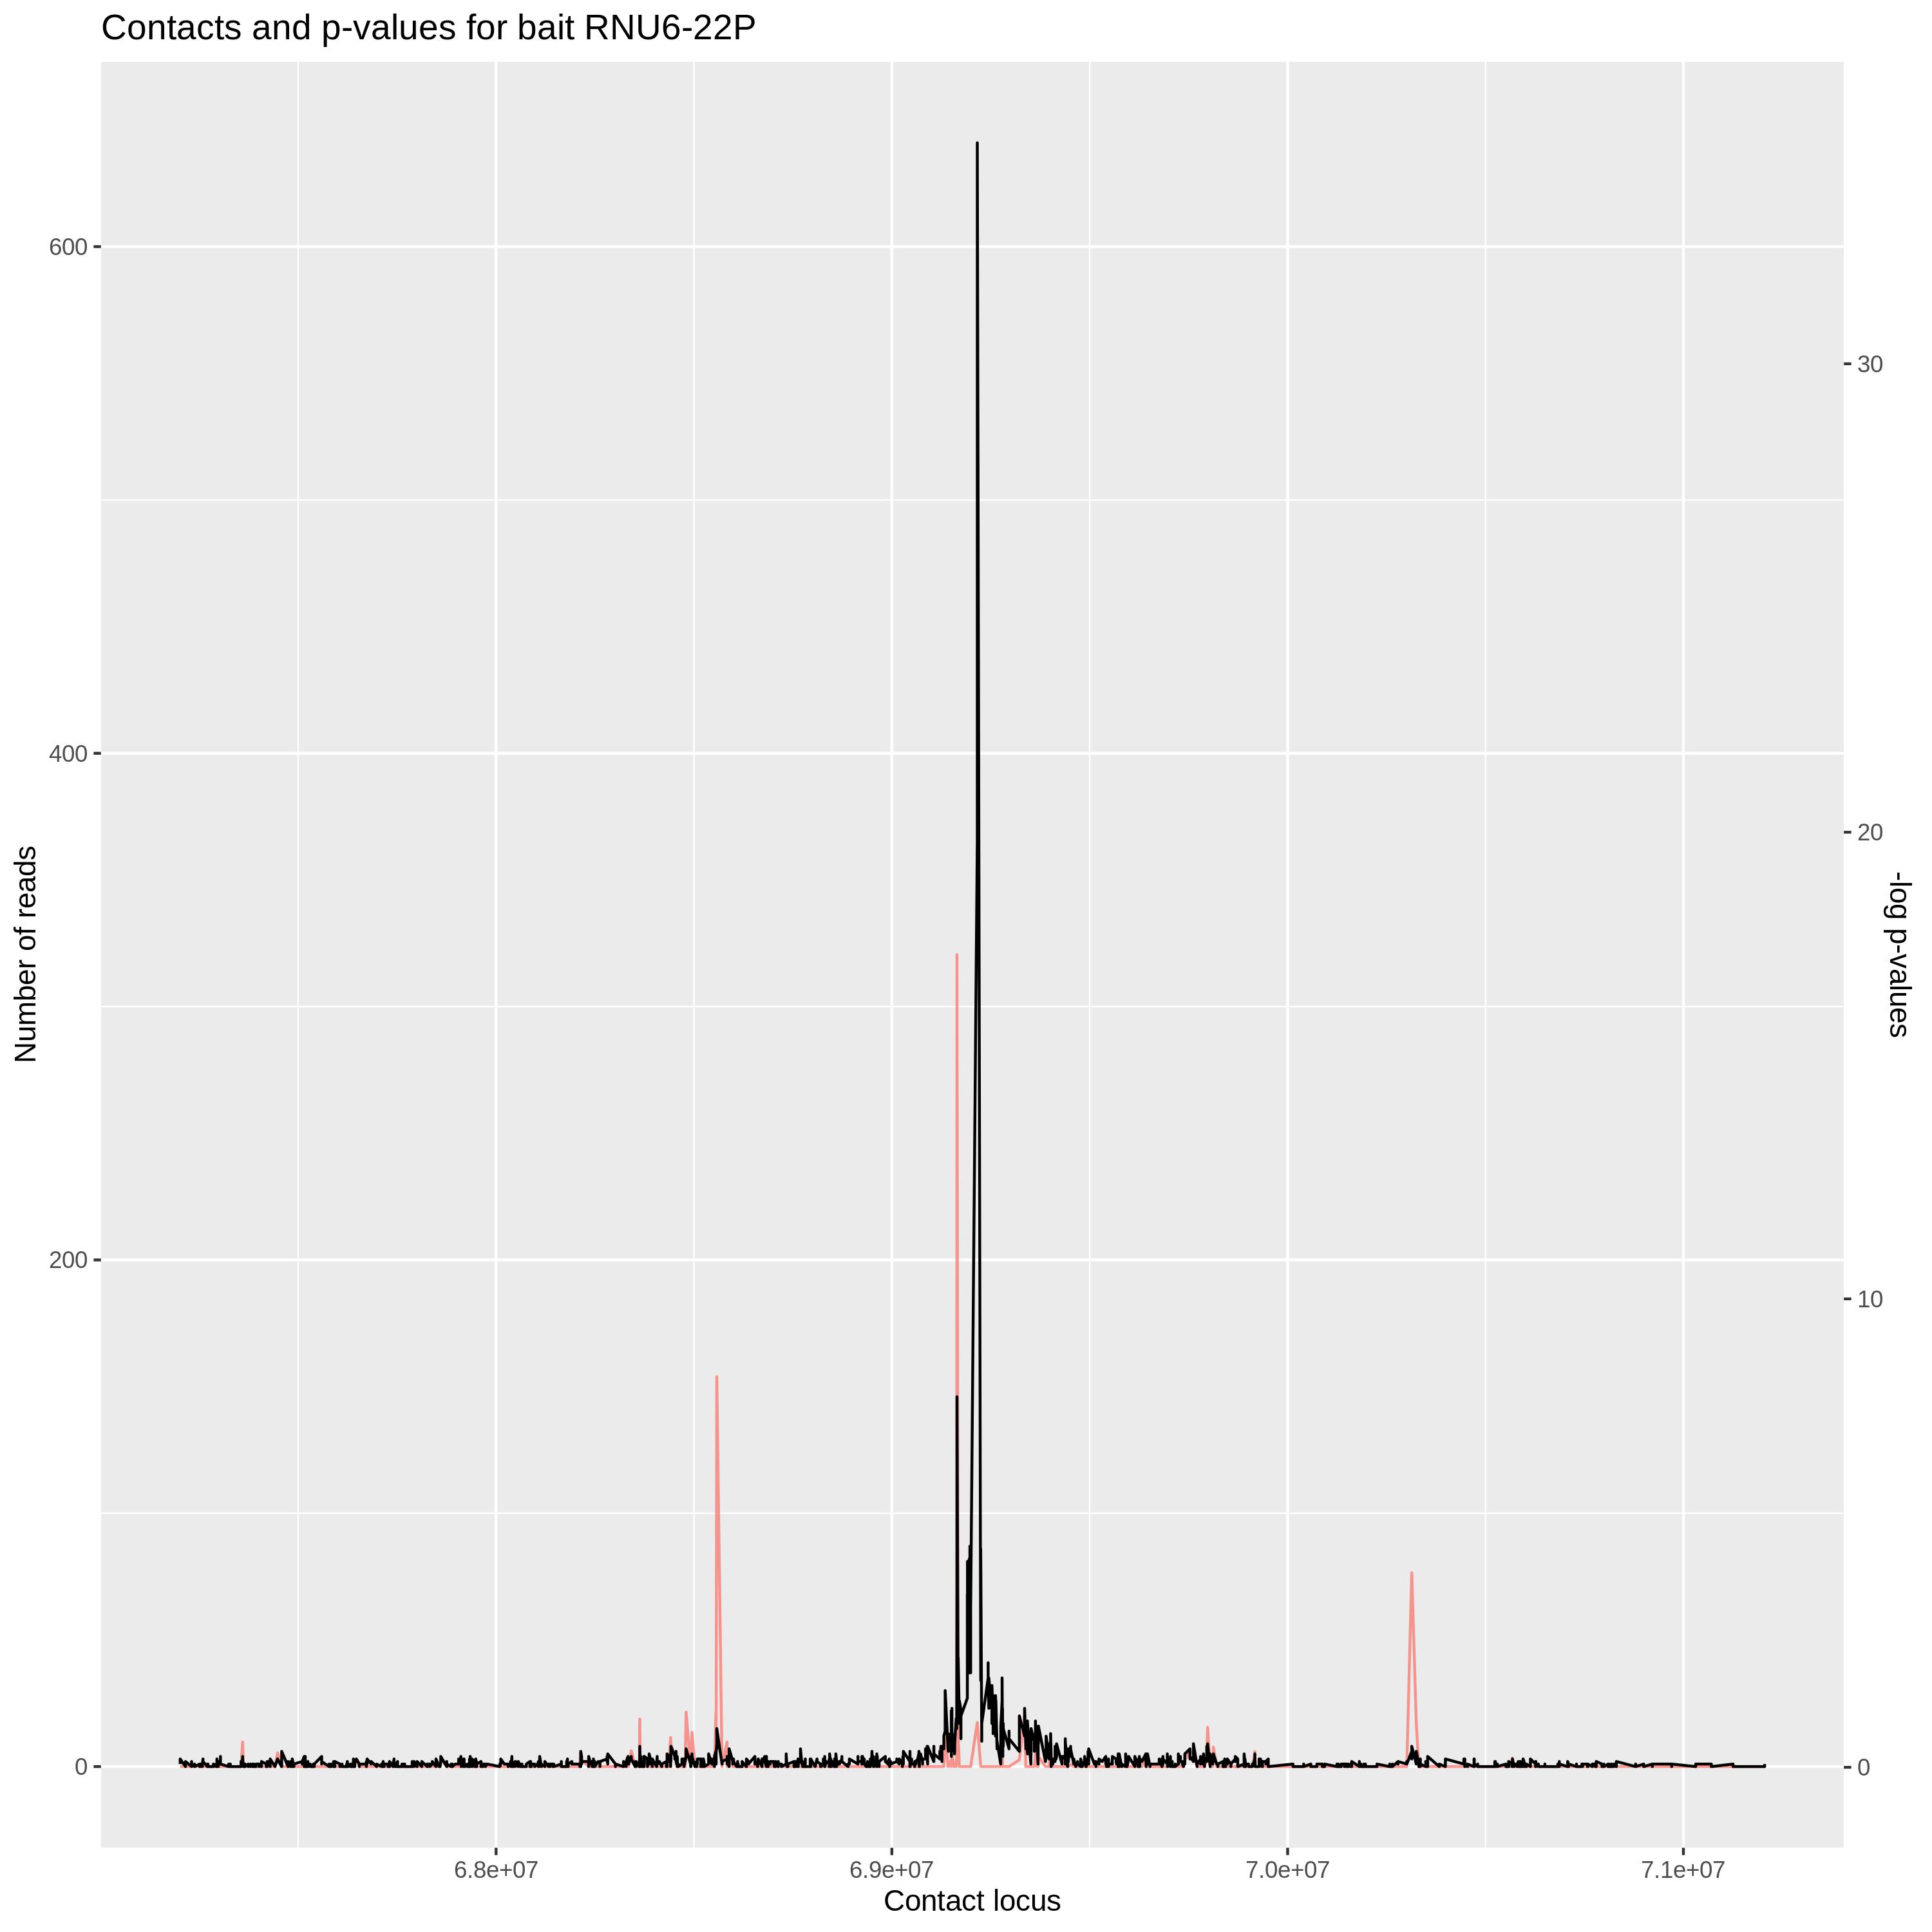 Contacts and p-values for bait RNU6-22P
Number of reads
600
400
200
0
30
20
10
0
-log p-values
6.8e+07
6.9e+07
7.0e+07
7.1e+07
Contact locus